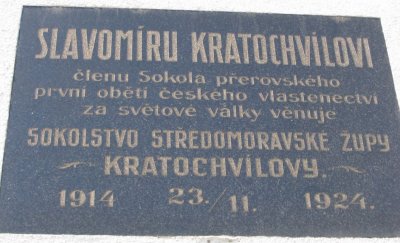 SLAVOMÍRU KRATOCHVÍLOVI
členu Sokola přerovského
první oběti českého vlastenectví
za světové války věnuje
SOKOLSTVO STŘEDOMORAVSKÉ ŽUPY
KRATOCHVÍLOVY.
1914 23./11. 1924.